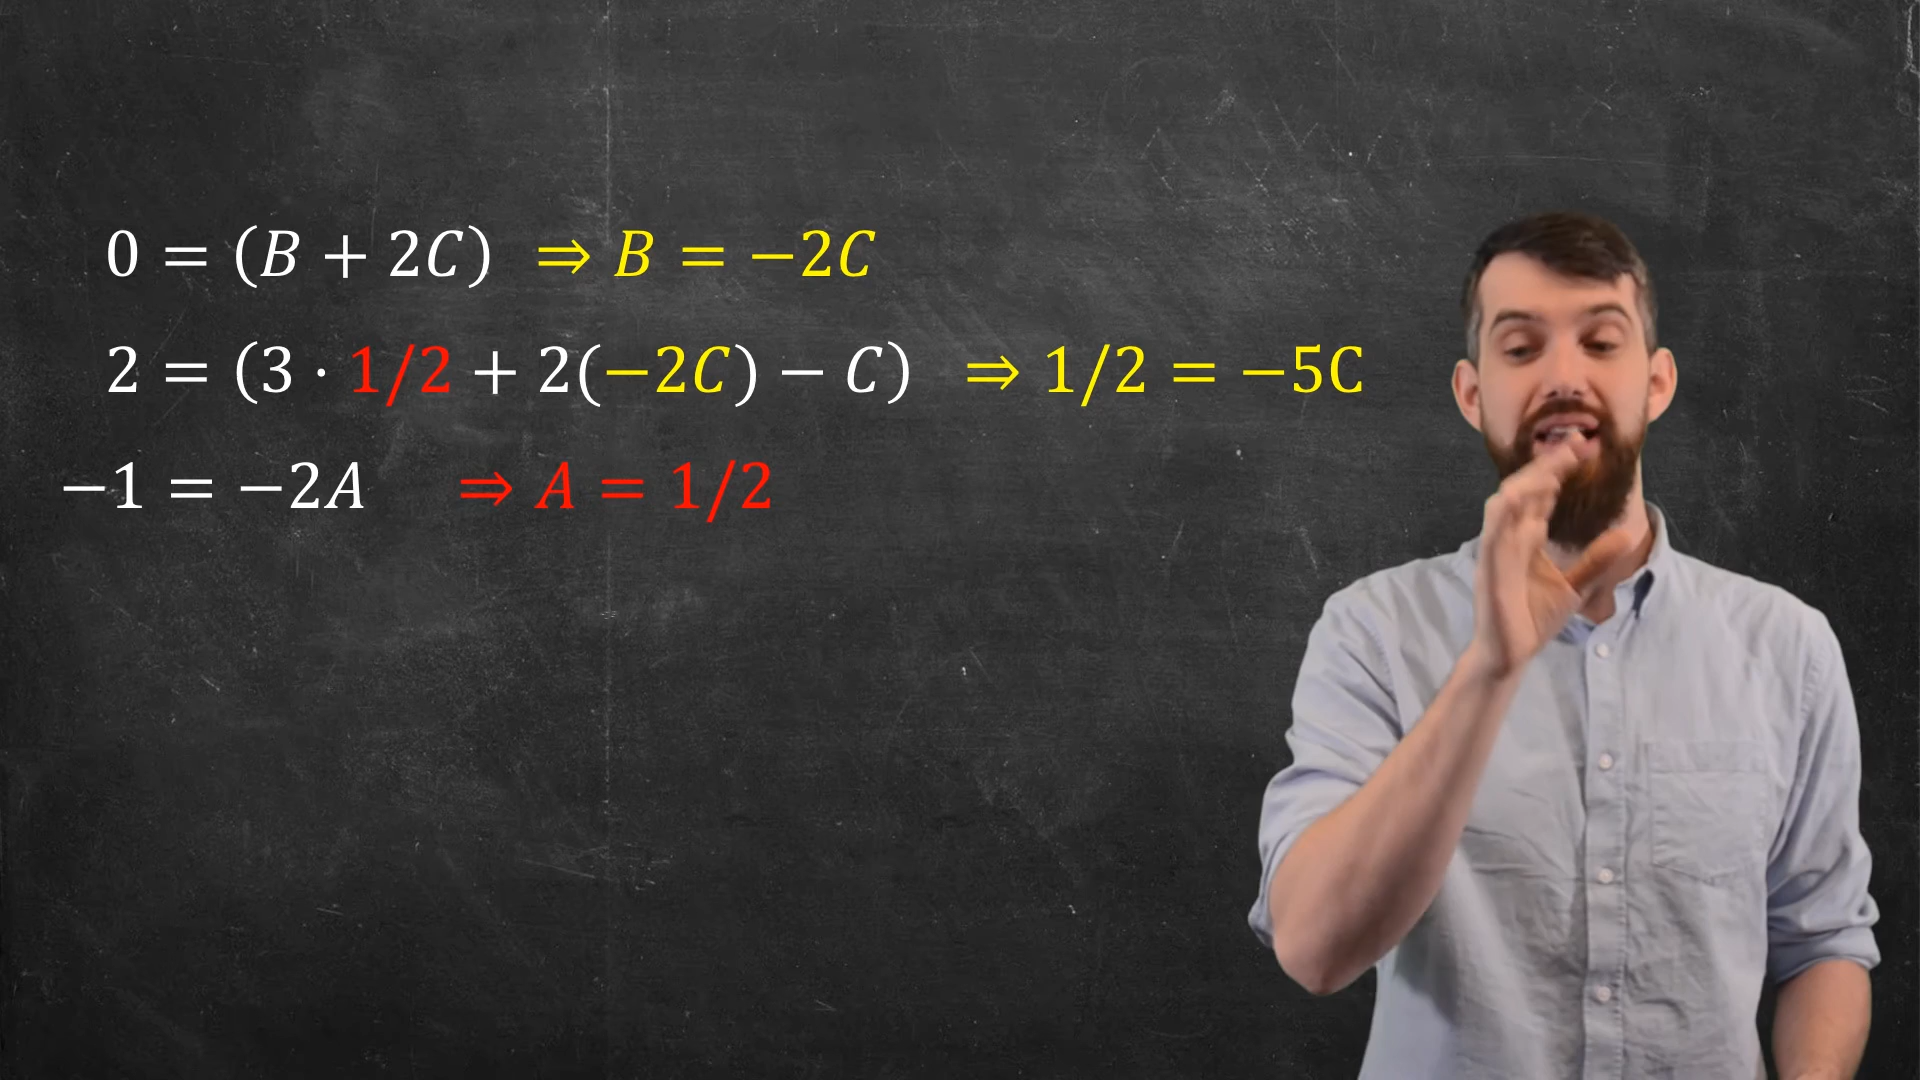 0 = (B + 2C) ⇒ B = −2C
2 = (3 · 1/2 + 2(−2C) − C) ⇒ 1/2 = −5C
−1 = −2A ⇒ A = 1/2